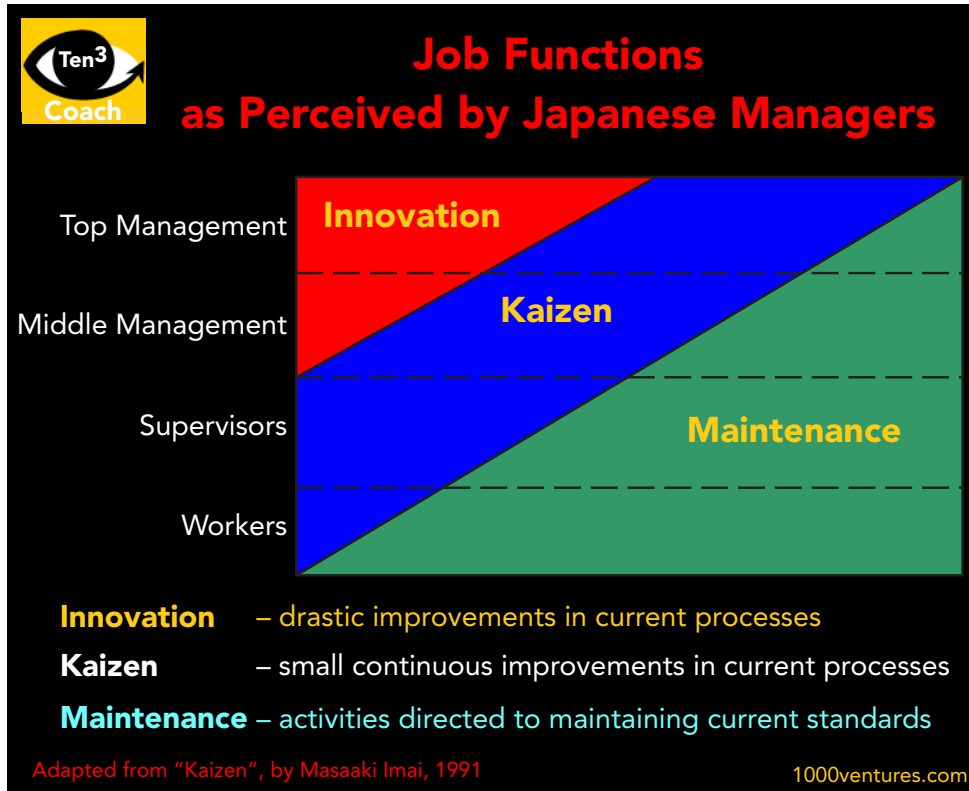 Ten³
Coach
Job Functions
as Perceived by Japanese Managers
Top Management
Innovation
Middle Management
Kaizen
Supervisors
Maintenance
Workers
Innovation – drastic improvements in current processes
Kaizen – small continuous improvements in current processes
Maintenance – activities directed to maintaining current standards
Adapted from “Kaizen”, by Masaaki Imai, 1991
1000ventures.com